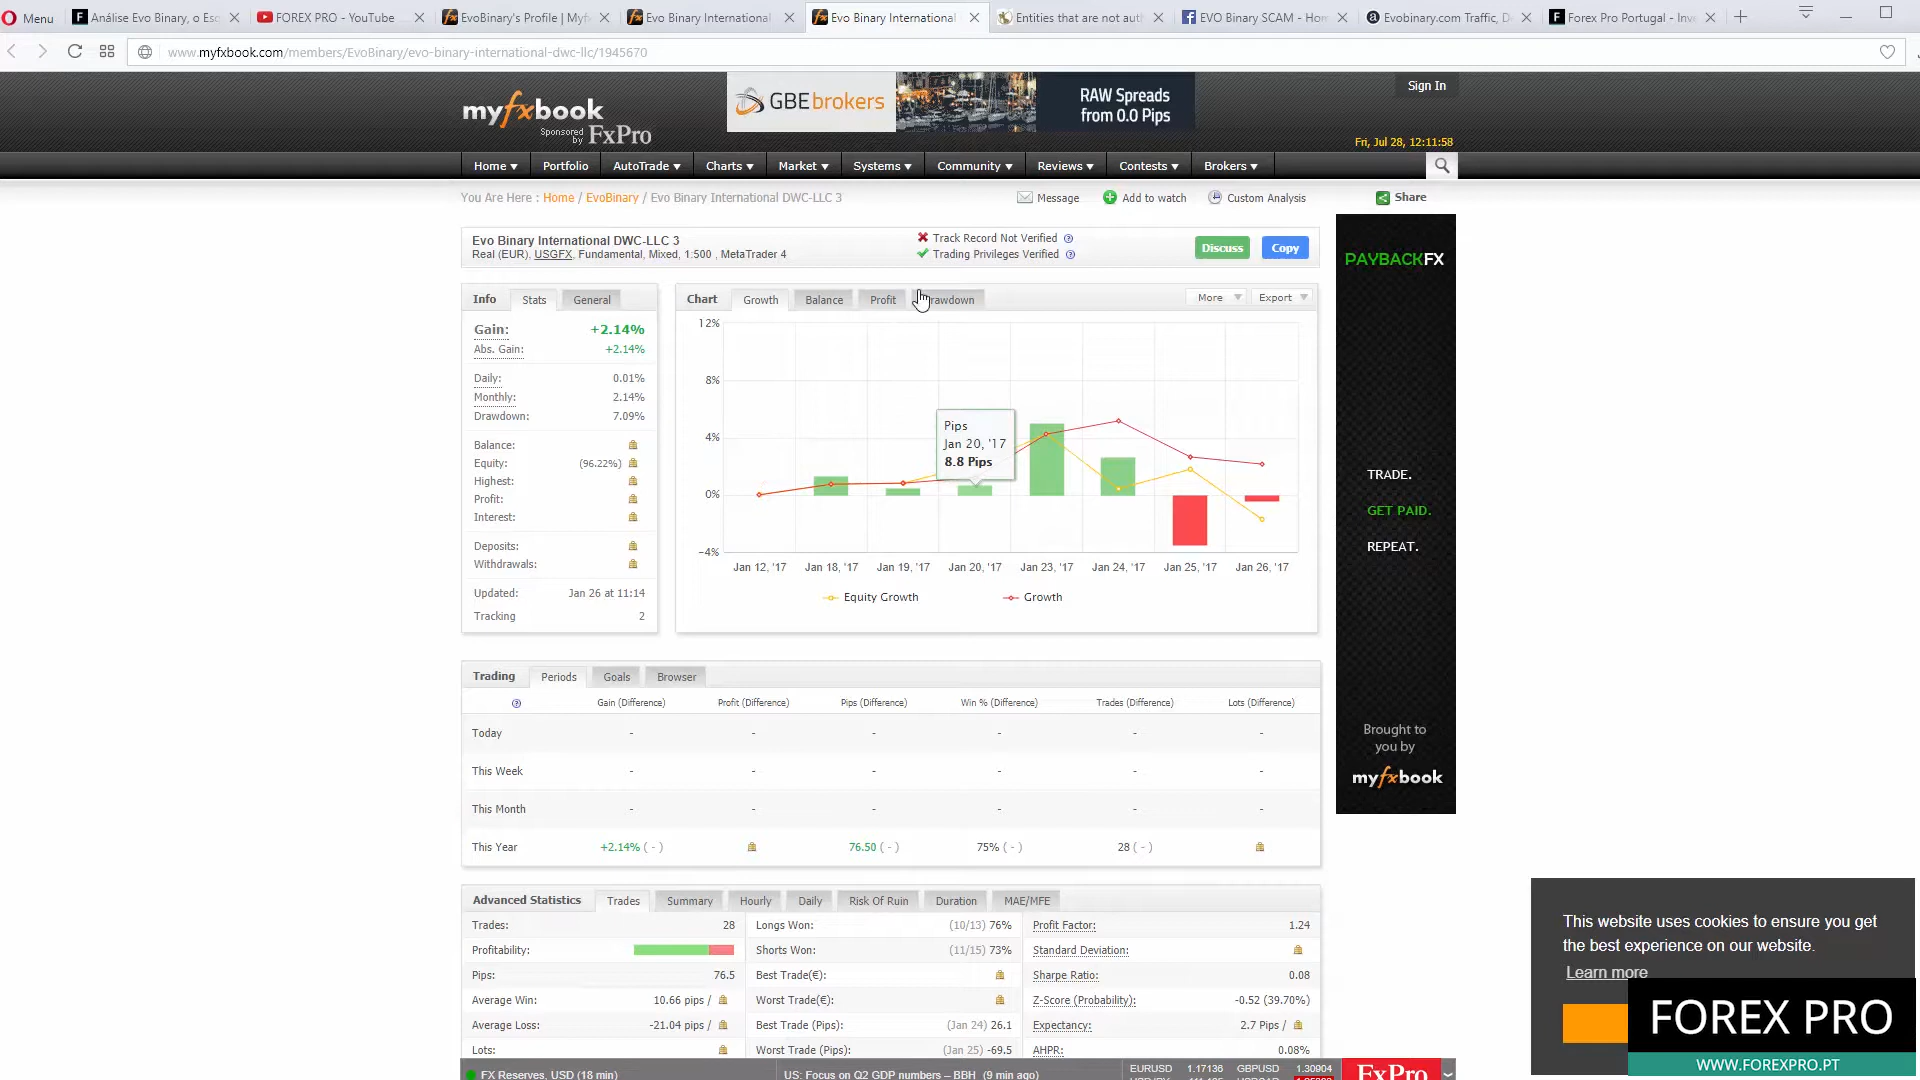 Menu
Análise Evo Binary, o Esc
FOREX PRO - YouTube
EvoBinary's Profile | Myf
Evo Binary International
Evo Binary International
Entities that are not aut
EVO Binary SCAM - Hom
Evobinary.com Traffic, D
Forex Pro Portugal - Inve
www.myfxbook.com/members/EvoBinary/evo-binary-international-dwc-llc/1945670
myfxbook
Sponsored by FxPro
GBEbrokers
RAW Spreads
from 0.0 Pips
Sign In
Fri, Jul 28, 12:11:58
Home Portfolio AutoTrade Charts Market Systems Community Reviews Contests Brokers
You Are Here : Home / EvoBinary / Evo Binary International DWC-LLC 3
Message Add to watch Custom Analysis Share
Evo Binary International DWC-LLC 3
Real (EUR), USGFX, Fundamental, Mixed, 1:500 , MetaTrader 4
Track Record Not Verified
Trading Privileges Verified
Discuss Copy
Info Stats General
Gain: +2.14%
Abs. Gain: +2.14%
Daily: 0.01%
Monthly: 2.14%
Drawdown: 7.09%
Balance:
Equity: (96.22%)
Highest:
Profit:
Interest:
Deposits:
Withdrawals:
Updated: Jan 26 at 11:14
Tracking 2
Chart Growth Balance Profit rawdown More Export
12%
8%
4%
0%
-4%
Pips
Jan 20, '17
8.8 Pips
Jan 12, '17 Jan 18, '17 Jan 19, '17 Jan 20, '17 Jan 23, '17 Jan 24, '17 Jan 25, '17 Jan 26, '17
Equity Growth Growth
PAYBACKFX
TRADE.
GET PAID.
REPEAT.
Brought to
you by
myfxbook
Trading Periods Goals Browser
Gain (Difference) Profit (Difference) Pips (Difference) Win % (Difference) Trades (Difference) Lots (Difference)
Today - - - - - -
This Week - - - - - -
This Month - - - - - -
This Year +2.14% ( - ) 76.50 ( - ) 75% ( - ) 28 ( - )
Advanced Statistics Trades Summary Hourly Daily Risk Of Ruin Duration MAE/MFE
Trades: 28 Longs Won: (10/13) 76% Profit Factor: 1.24
Profitability: Shorts Won: (11/15) 73% Standard Deviation:
Pips: 76.5 Best Trade(€): Sharpe Ratio: 0.08
Average Win: 10.66 pips / Worst Trade(€): Z-Score (Probability): -0.52 (39.70%)
Average Loss: -21.04 pips / Best Trade (Pips): (Jan 24) 26.1 Expectancy: 2.7 Pips /
Lots: Worst Trade (Pips): (Jan 25) -69.5 AHPR: 0.08%
FX Reserves, USD (18 min) US: Focus on Q2 GDP numbers – BBH (9 min ago) EURUSD 1.17136 GBPUSD 1.30904
FxPro
This website uses cookies to ensure you get
the best experience on our website.
Learn more
FOREX PRO
WWW.FOREXPRO.PT